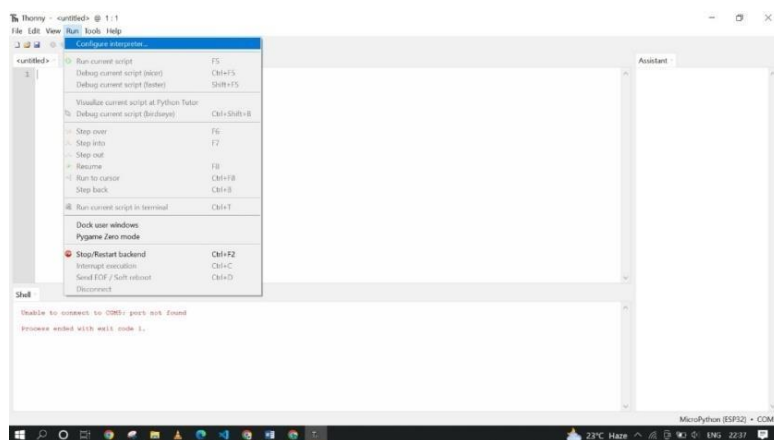 Thonny - <untitled> @ 1 : 1
File Edit View Run Tools Help
Configure interpreter...
<untitled>
Run current script F5
Assistant
1
Debug current script (nicer) Ctrl+F5
Debug current script (faster) Shift+F5
Visualize current script at Python Tutor
Debug current script (birdseye) Ctrl+Shift+B
Step over F6
Step into F7
Step out
Resume F8
Run to cursor Ctrl+F8
Step back Ctrl+B
Run current script in terminal Ctrl+T
Dock user windows
Pygame Zero mode
Stop/Restart backend Ctrl+F2
Interrupt execution Ctrl+C
Send EOF / Soft reboot Ctrl+D
Disconnect
Shell
Unable to connect to COM5: port not found
Process ended with exit code 1.
MicroPython (ESP32) • COM
23°C Haze ENG 22:37